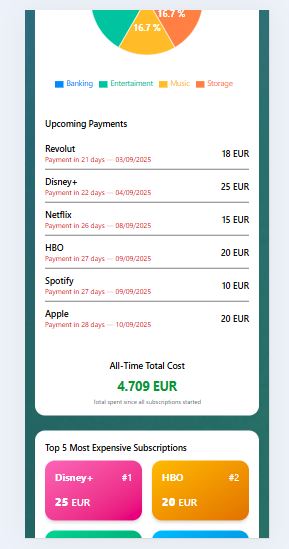 16.7 %
16.7 %
Banking Entertaiment Music Storage
Upcoming Payments
Revolut
Payment in 21 days — 03/09/2025
18 EUR
Disney+
Payment in 22 days — 04/09/2025
25 EUR
Netflix
Payment in 26 days — 08/09/2025
15 EUR
HBO
Payment in 27 days — 09/09/2025
20 EUR
Spotify
Payment in 27 days — 09/09/2025
10 EUR
Apple
Payment in 28 days — 10/09/2025
20 EUR
All-Time Total Cost
4.709 EUR
Total spent since all subscriptions started
Top 5 Most Expensive Subscriptions
Disney+ #1
25 EUR
HBO #2
20 EUR